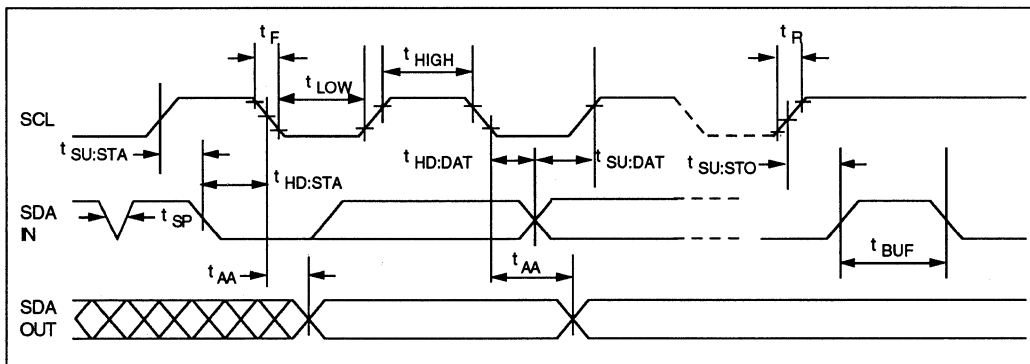 t F
t R
t HIGH
t LOW
SCL
t SU:STA
t HD:STA
t HD:DAT
t SU:DAT
t SU:STO
SDA
IN
t SP
t BUF
t AA
t AA
SDA
OUT